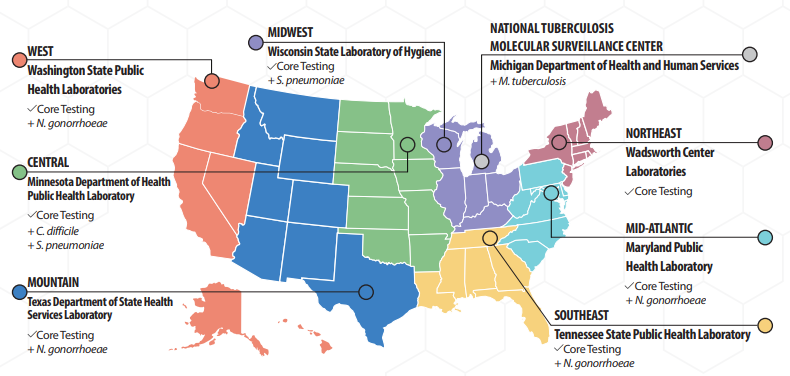 WEST
Washington State Public
Health Laboratories
✓Core Testing
+ N. gonorrhoeae
MIDWEST
Wisconsin State Laboratory of Hygiene
✓Core Testing
+ S. pneumoniae
NATIONAL TUBERCULOSIS
MOLECULAR SURVEILLANCE CENTER
Michigan Department of Health and Human Services
+ M. tuberculosis
CENTRAL
Minnesota Department of Health
Public Health Laboratory
✓Core Testing
+ C. difficile
+ S. pneumoniae
NORTHEAST
Wadsworth Center
Laboratories
✓Core Testing
MID-ATLANTIC
Maryland Public
Health Laboratory
✓Core Testing
+ N. gonorrhoeae
MOUNTAIN
Texas Department of State Health
Services Laboratory
✓Core Testing
+ N. gonorrhoeae
SOUTHEAST
Tennessee State Public Health Laboratory
✓Core Testing
+ N. gonorrhoeae